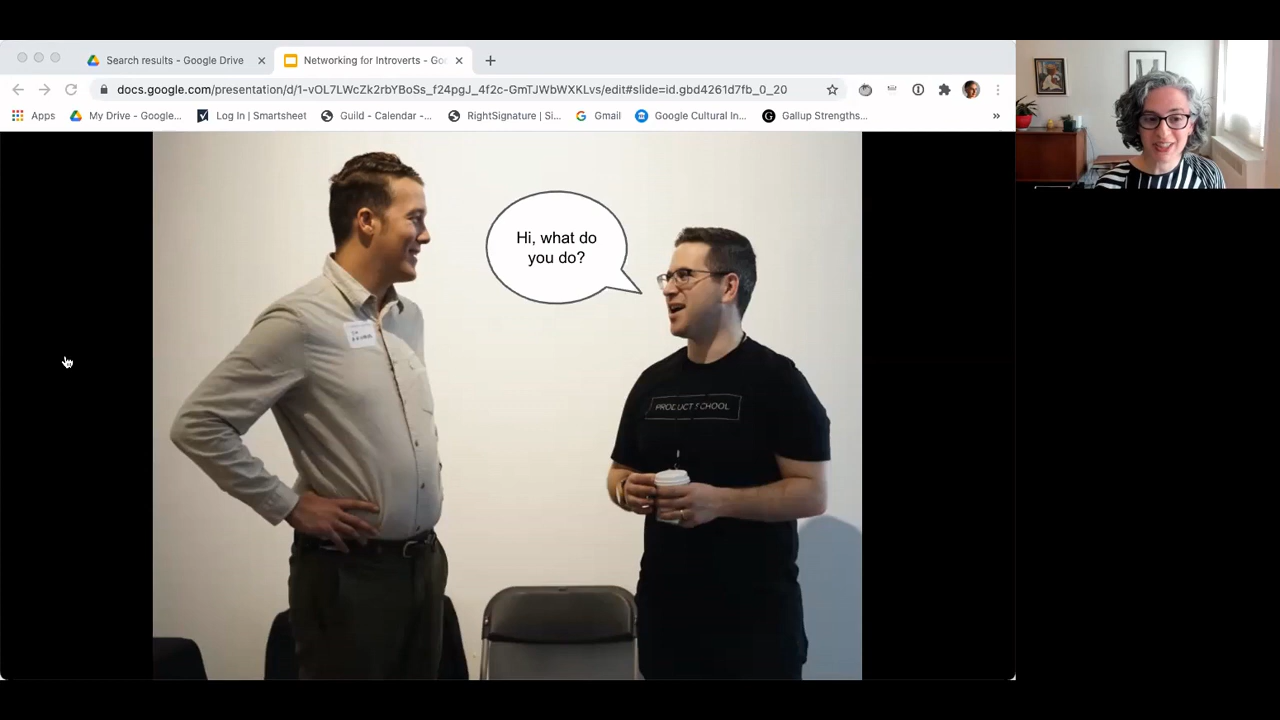 Search results - Google Drive
Networking for Introverts - Go
docs.google.com/presentation/d/1-vOL7LWcZk2rbYBoSs_f24pgJ_4f2c-GmTJWbWXKLvs/edit#slide=id.gbd4261d7fb_0_20
Apps My Drive - Google... Log In | Smartsheet Guild - Calendar -... RightSignature | Si... Gmail Google Cultural In... Gallup Strengths... »
Hi, what do
you do?
PRODUCT SCHOOL